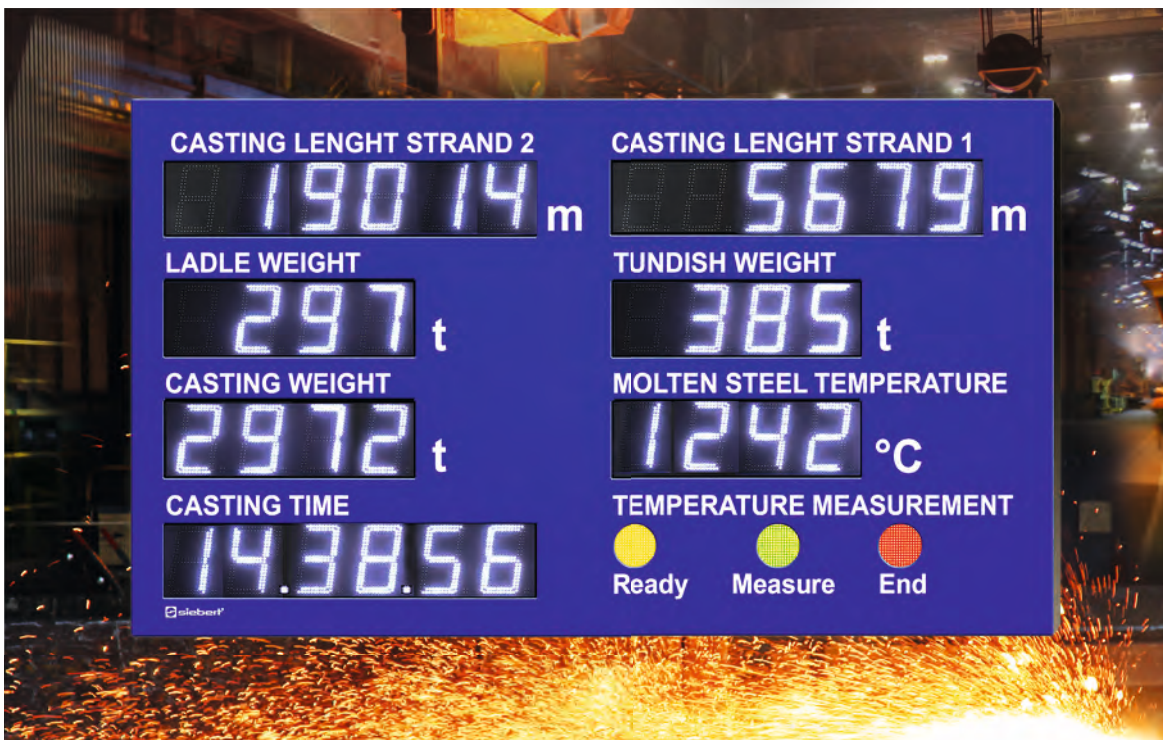 CASTING LENGHT STRAND 2
19014 m
CASTING LENGHT STRAND 1
5679 m
LADLE WEIGHT
297 t
TUNDISH WEIGHT
385 t
CASTING WEIGHT
2972 t
MOLTEN STEEL TEMPERATURE
1242 °C
CASTING TIME
14.38.56
TEMPERATURE MEASUREMENT
Ready Measure End
siebert